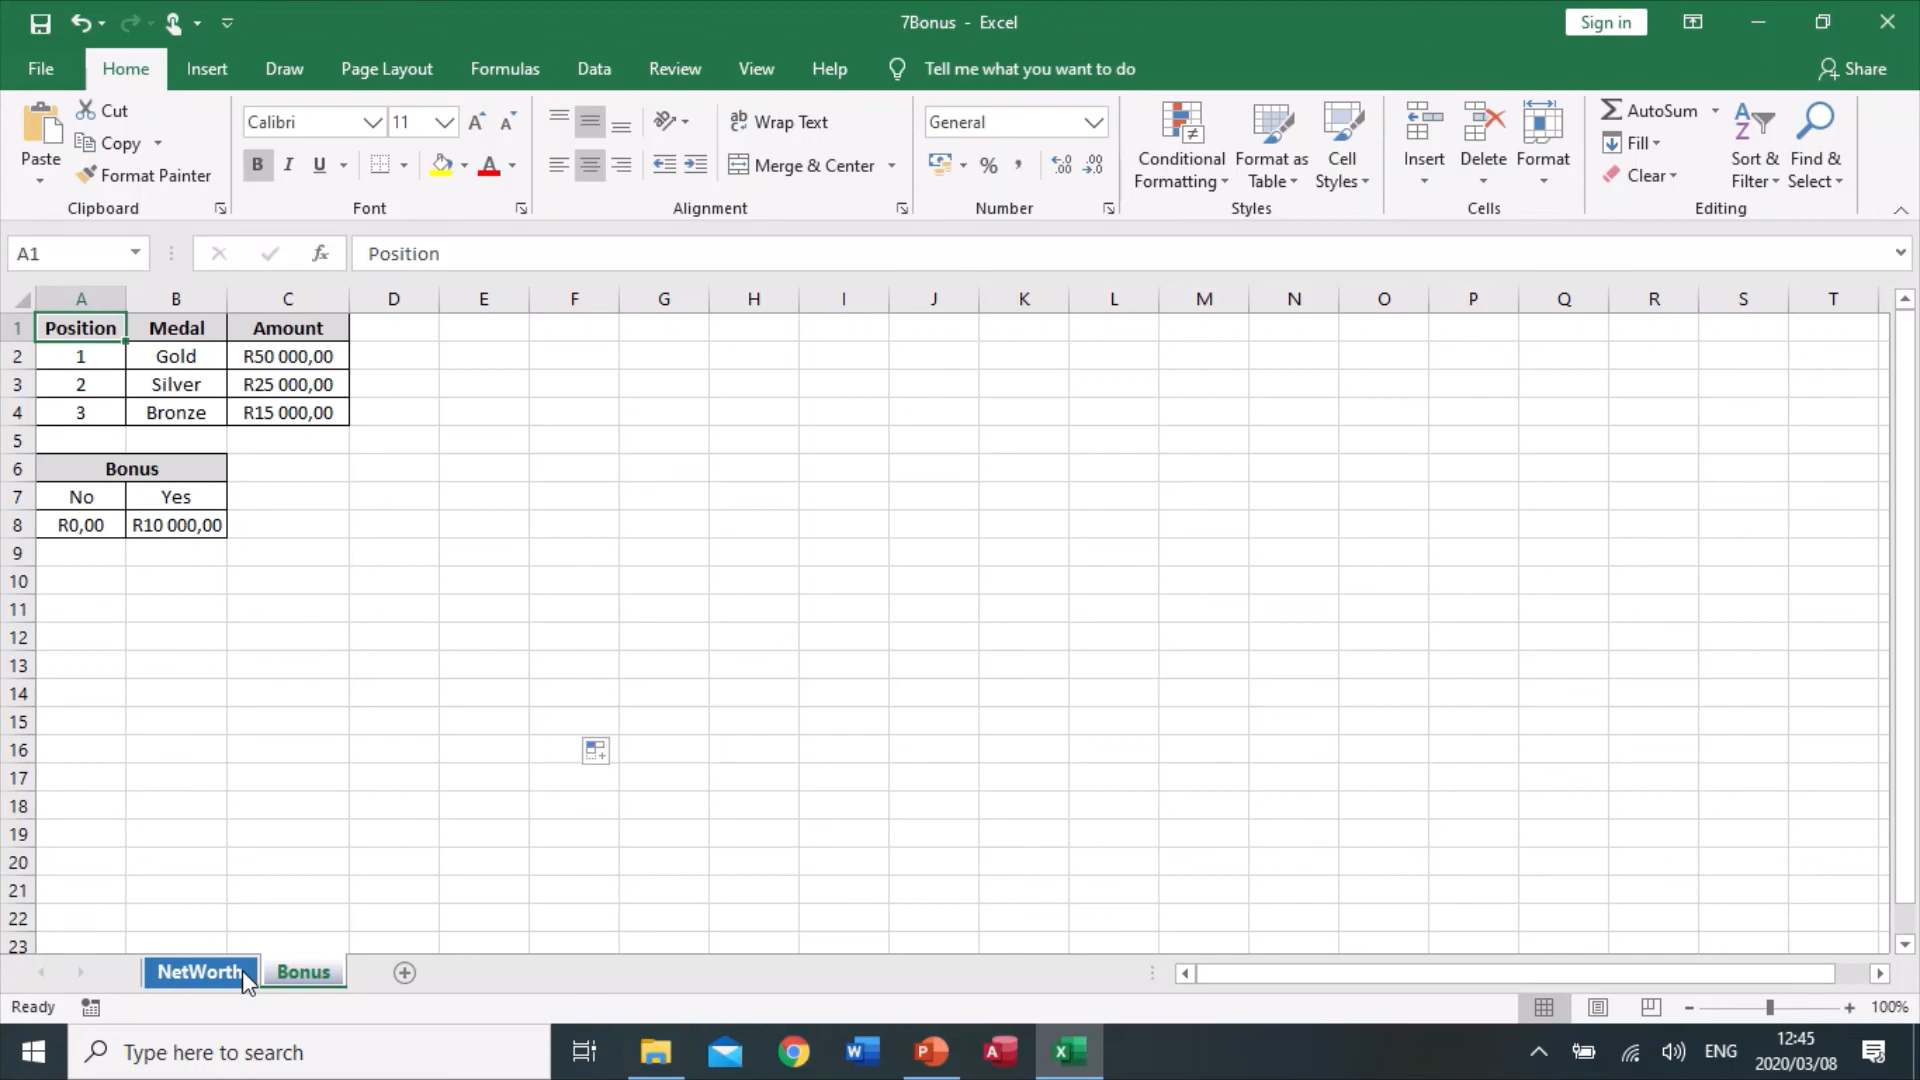 7Bonus - Excel
Sign in
File Home Insert Draw Page Layout Formulas Data Review View Help Tell me what you want to do Share
Paste
Cut
Copy
Format Painter
Clipboard
Calibri 11
B I U A
Font
ab Wrap Text
Merge & Center
Alignment
General
%
Number
Conditional Formatting
Format as Table
Cell Styles
Styles
Insert Delete Format
Cells
AutoSum
Fill
Clear
Sort & Filter
Find & Select
Editing
A1 fx Position
A B C D E F G H I J K L M N O P Q R S T
1 Position Medal Amount
2 1 Gold R50 000,00
3 2 Silver R25 000,00
4 3 Bronze R15 000,00
5
6 Bonus
7 No Yes
8 R0,00 R10 000,00
9
10
11
12
13
14
15
16
17
18
19
20
21
22
23
NetWorth Bonus
Ready 100%
Type here to search
ENG
12:45
2020/03/08